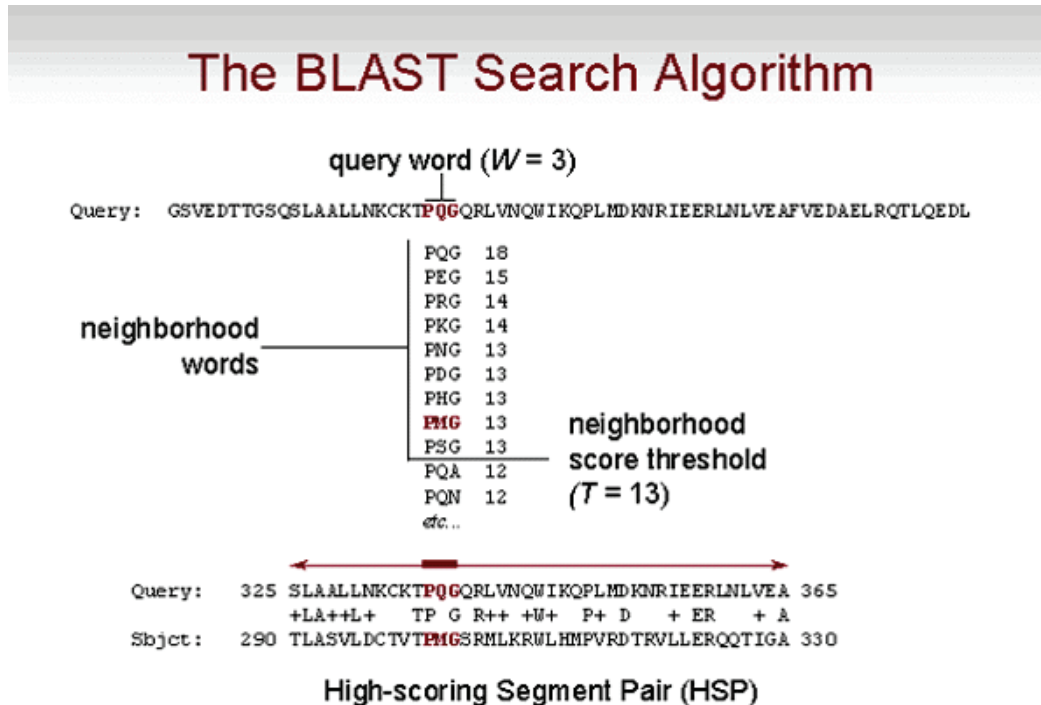 The BLAST Search Algorithm
query word (W = 3)
Query: GSVEDTTGSQSLAALLNKCKTPQGQRLVNQWIKQPLMDKNRIEERLNLVEAFVEDAELRQTLQEDL
PQG 18
PEG 15
PRG 14
PKG 14
PNG 13
PDG 13
PHG 13
PMG 13
PSG 13
PQA 12
PQN 12
etc...
neighborhood
words
neighborhood
score threshold
(T = 13)
Query: 325 SLAALLNKCKTPQGQRLVNQWIKQPLMDKNRIEERLNLVEA 365
+LA++L+ TP G R++ +W+ P+ D + ER + A
Sbjct: 290 TLASVLDCTVTPMGSRMLKRWLHMPVRDTRVLLERQQTIGA 330
High-scoring Segment Pair (HSP)